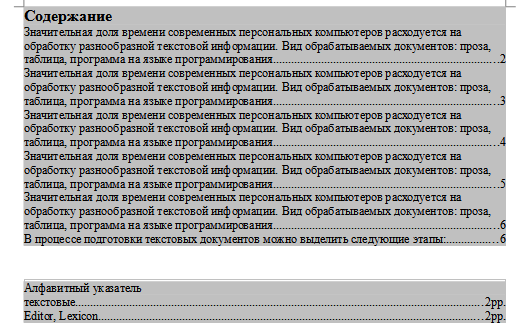 Содержание
Значительная доля времени современных персональных компьютеров расходуется на
обработку разнообразной текстовой информации. Вид обрабатываемых документов: проза,
таблица, программа на языке программирования....................2
Значительная доля времени современных персональных компьютеров расходуется на
обработку разнообразной текстовой информации. Вид обрабатываемых документов: проза,
таблица, программа на языке программирования....................3
Значительная доля времени современных персональных компьютеров расходуется на
обработку разнообразной текстовой информации. Вид обрабатываемых документов: проза,
таблица, программа на языке программирования....................4
Значительная доля времени современных персональных компьютеров расходуется на
обработку разнообразной текстовой информации. Вид обрабатываемых документов: проза,
таблица, программа на языке программирования....................5
Значительная доля времени современных персональных компьютеров расходуется на
обработку разнообразной текстовой информации. Вид обрабатываемых документов: проза,
таблица, программа на языке программирования....................6
В процессе подготовки текстовых документов можно выделить следующие этапы:....................6
Алфавитный указатель
текстовые....................2pp.
Editor, Lexicon....................2pp.